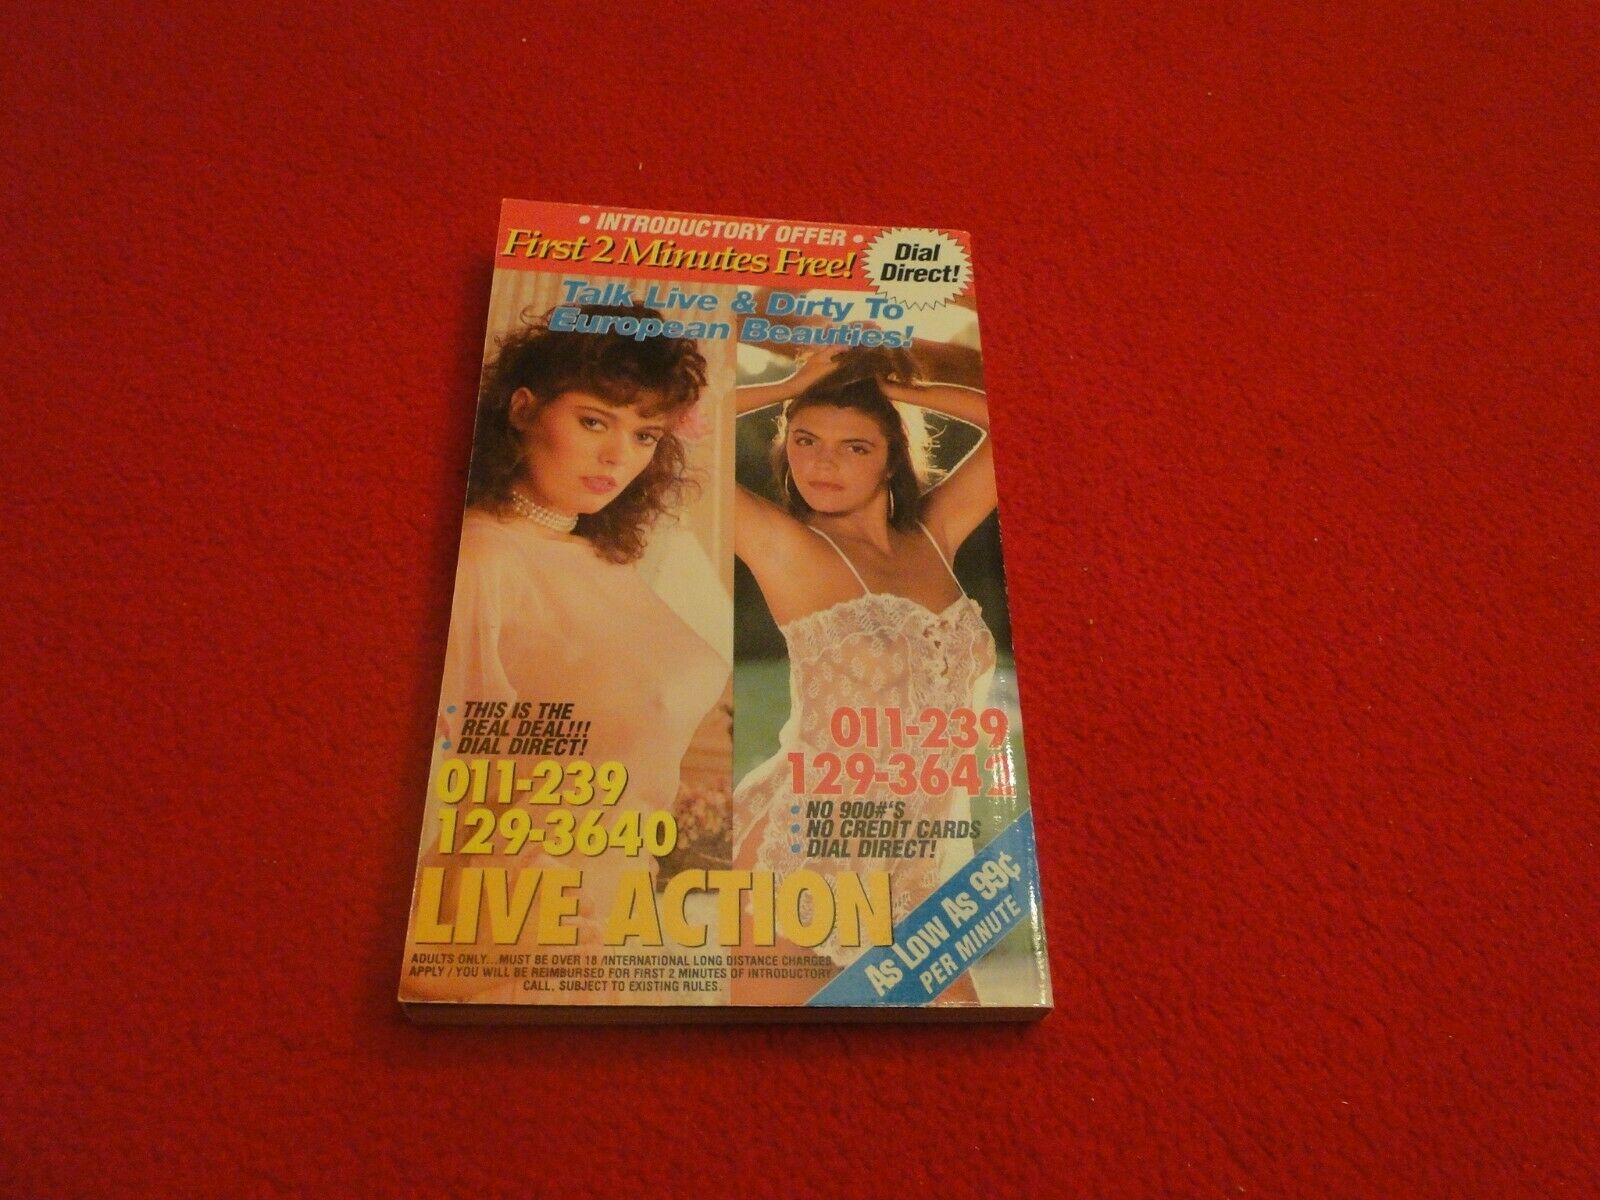 • INTRODUCTORY OFFER •
First 2 Minutes Free!
Dial
Direct!
Talk Live & Dirty To
European Beauties!
• THIS IS THE
REAL DEAL!!!
• DIAL DIRECT!
011-239
129-3640
011-239
129-3642
• NO 900#'S
• NO CREDIT CARDS
• DIAL DIRECT!
LIVE ACTION
AS LOW AS 99¢
PER MINUTE
ADULTS ONLY...MUST BE OVER 18 /INTERNATIONAL LONG DISTANCE CHARGES
APPLY / YOU WILL BE REIMBURSED FOR FIRST 2 MINUTES OF INTRODUCTORY
CALL, SUBJECT TO EXISTING RULES.